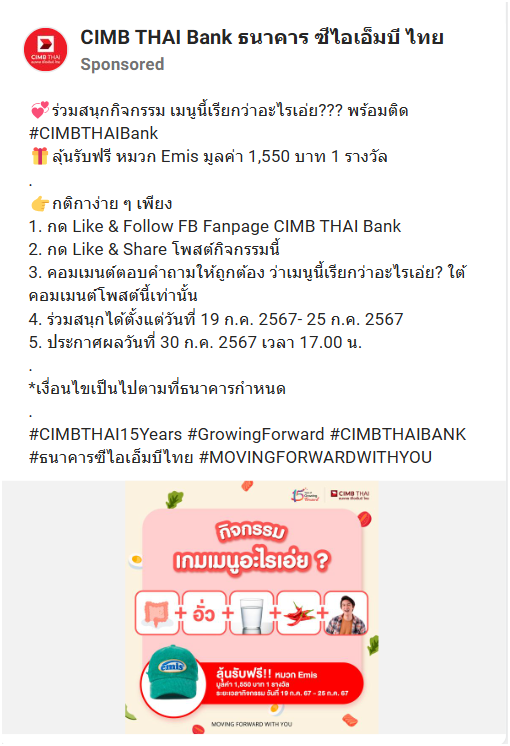 CIMB THAI Bank ธนาคาร ซีไอเอ็มบี ไทย
CIMB THAI
Sponsored
💞ร่วมสนุกกิจกรรม เมนูนี้เรียกว่าอะไรเอ่ย??? พร้อมติด
#CIMBTHAIBank
🎁ลุ้นรับฟรี หมวก Emis มูลค่า 1,550 บาท 1 รางวัล
.
👉กติกาง่าย ๆ เพียง
1. กด Like & Follow FB Fanpage CIMB THAI Bank
2. กด Like & Share โพสต์กิจกรรมนี้
3. คอมเมนต์ตอบคำถามให้ถูกต้อง ว่าเมนูนี้เรียกว่าอะไรเอ่ย? ใต้
คอมเมนต์โพสต์นี้เท่านั้น
4. ร่วมสนุกได้ตั้งแต่วันที่ 19 ก.ค. 2567- 25 ก.ค. 2567
5. ประกาศผลวันที่ 30 ก.ค. 2567 เวลา 17.00 น.
.
*เงื่อนไขเป็นไปตามที่ธนาคารกำหนด
.
#CIMBTHAI15Years #GrowingForward #CIMBTHAIBANK
#ธนาคารซีไอเอ็มบีไทย #MOVINGFORWARDWITHYOU
CIMB THAI
กิจกรรม
เกมเมนูอะไรเอ่ย ?
+ อั่ว + + +
emis
ลุ้นรับฟรี!! หมวก Emis
มูลค่า 1,550 บาท 1 รางวัล
ระยะเวลากิจกรรม วันที่ 19 ก.ค. 67 - 25 ก.ค. 67
MOVING FORWARD WITH YOU